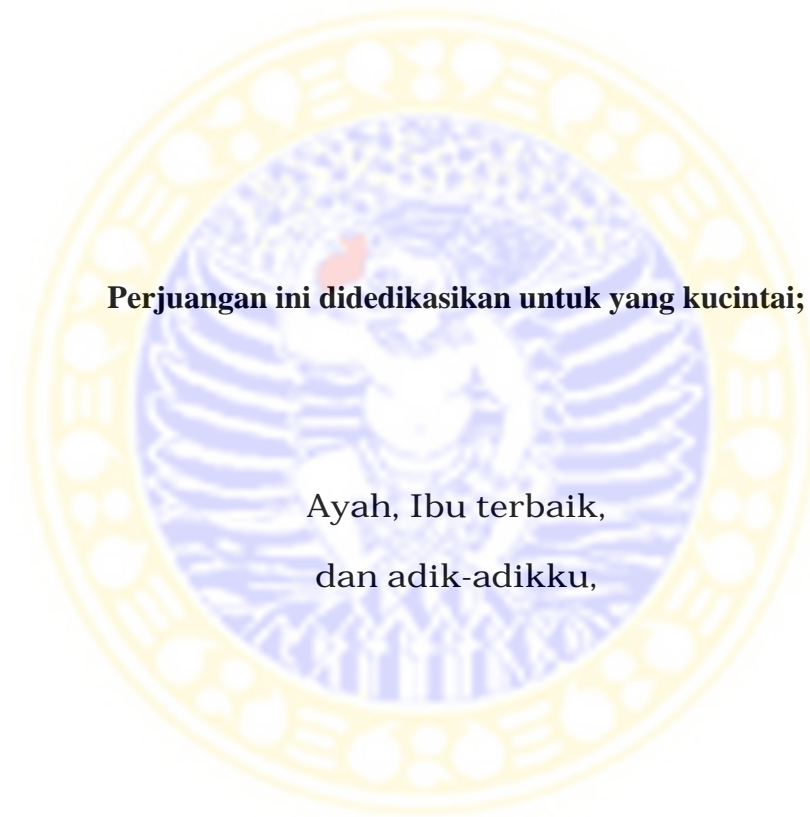 Perjuangan ini didedikasikan untuk yang kucintai;
Ayah, Ibu terbaik,
dan adik-adikku,